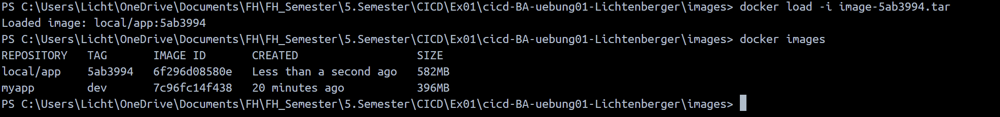 PS C:\Users\Licht\OneDrive\Documents\FH\FH_Semester\5.Semester\CICD\Ex01\cicd-BA-uebung01-Lichtenberger\images> docker load -i image-5ab3994.tar
Loaded image: local/app:5ab3994
PS C:\Users\Licht\OneDrive\Documents\FH\FH_Semester\5.Semester\CICD\Ex01\cicd-BA-uebung01-Lichtenberger\images> docker images
REPOSITORY   TAG       IMAGE ID       CREATED                  SIZE
local/app    5ab3994   6f296d08580e   Less than a second ago   582MB
myapp        dev       7c96fc14f438   20 minutes ago           396MB
PS C:\Users\Licht\OneDrive\Documents\FH\FH_Semester\5.Semester\CICD\Ex01\cicd-BA-uebung01-Lichtenberger\images>